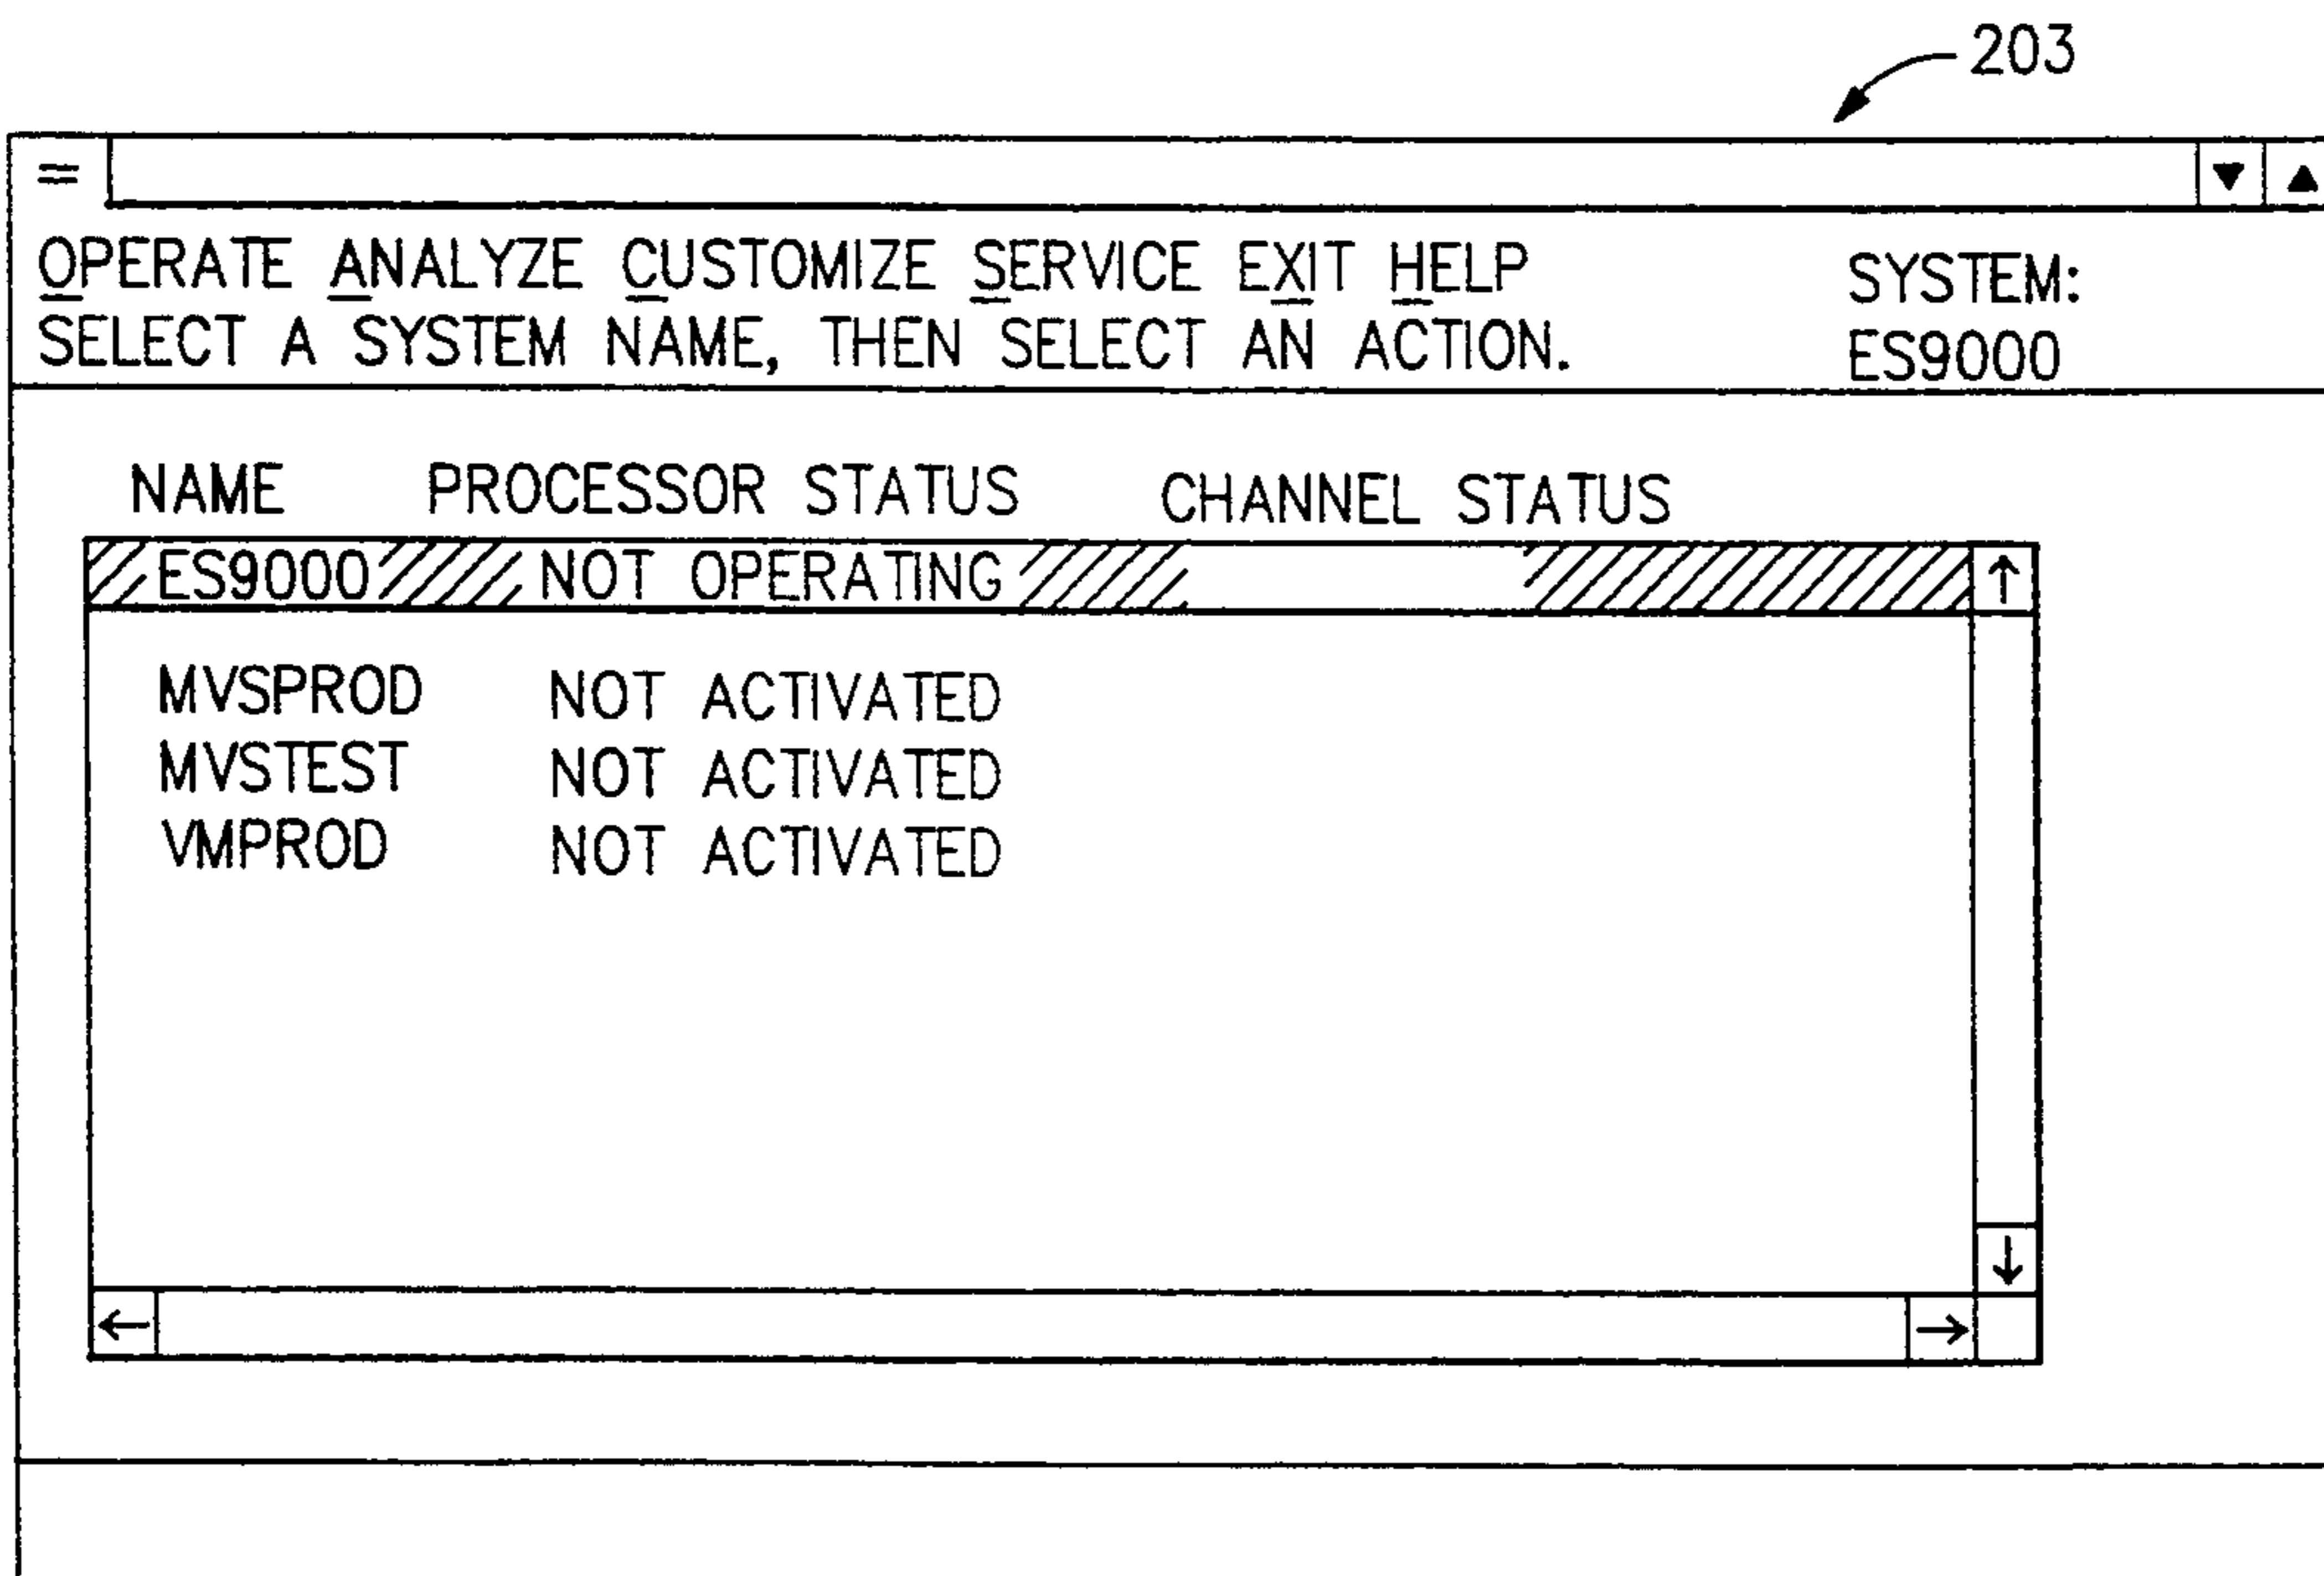 203
=
OPERATE ANALYZE CUSTOMIZE SERVICE EXIT HELP
SYSTEM:
SELECT A SYSTEM NAME, THEN SELECT AN ACTION.
ES9000
NAME PROCESSOR STATUS CHANNEL STATUS
ES9000 NOT OPERATING
MVSPROD NOT ACTIVATED
MVSTEST NOT ACTIVATED
VMPROD NOT ACTIVATED